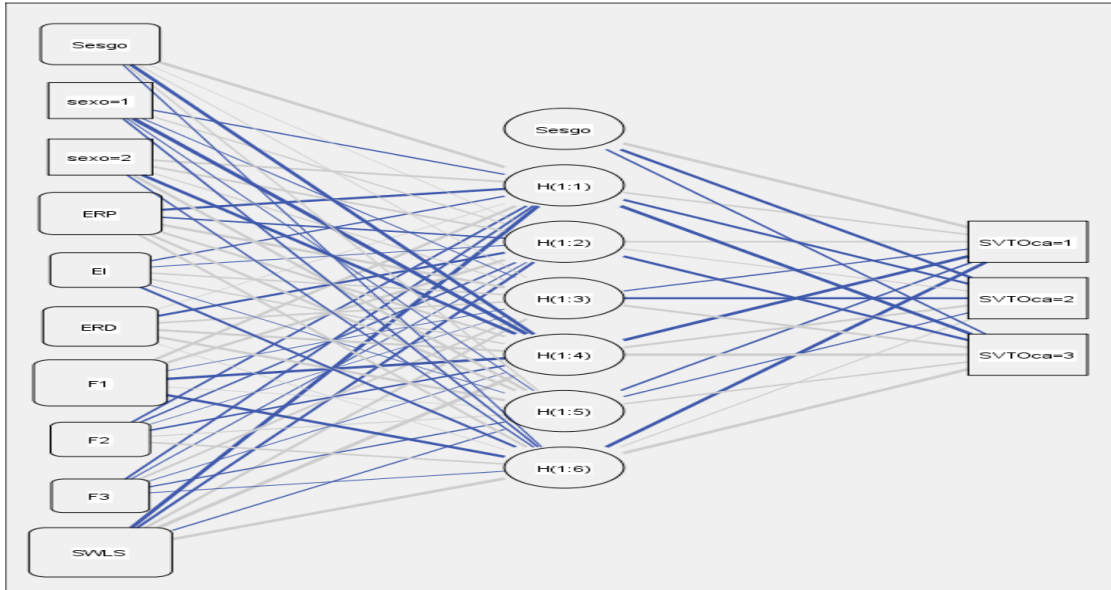 Sesgo
sexo=1
sexo=2
ERP
EI
ERD
F1
F2
F3
SWLS
Sesgo
H(1:1)
H(1:2)
H(1:3)
H(1:4)
H(1:5)
H(1:6)
SVTOca=1
SVTOca=2
SVTOca=3